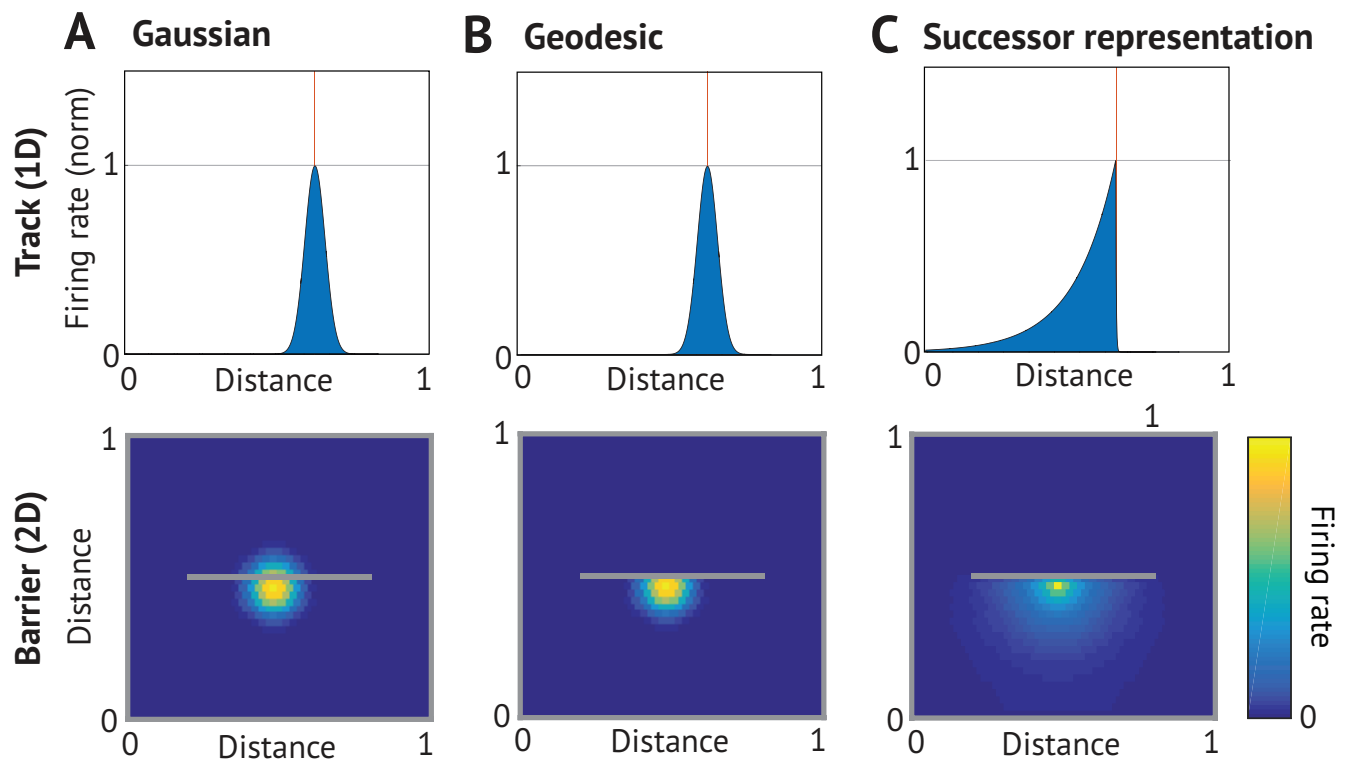 A Gaussian
B Geodesic
C Successor representation
Track (1D)
Firing rate (norm)
1
0
0 Distance 1
1
0
0 Distance 1
1
0
0 Distance 1
Barrier (2D)
Distance
1
0
0 Distance 1
1
0
0 Distance 1
1
0
0 Distance 1
1
Firing rate
0